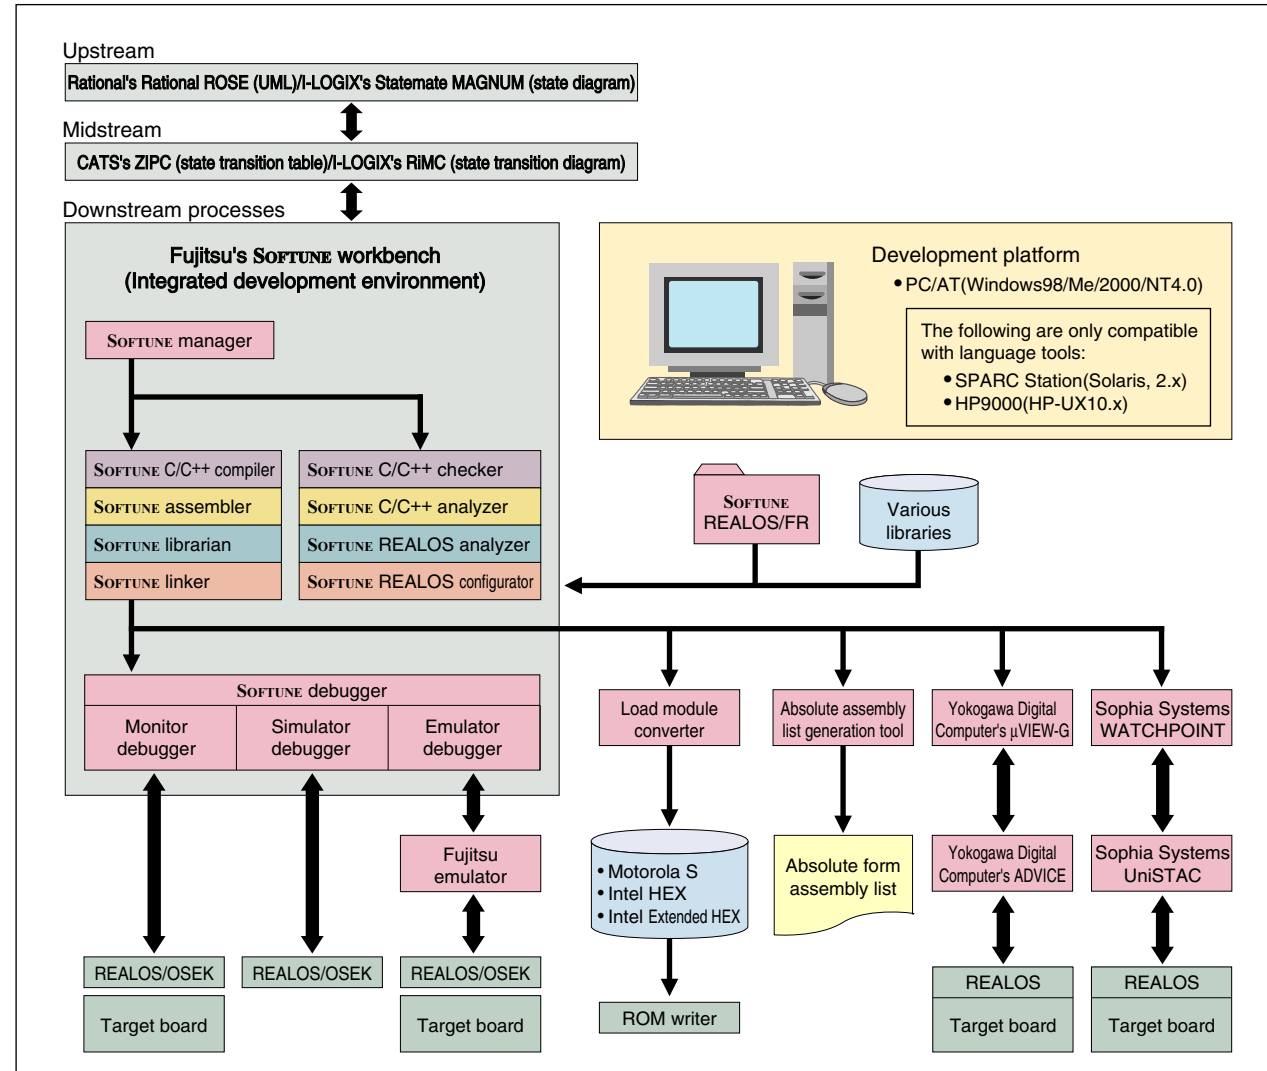 Upstream
Rational's Rational ROSE (UML)/I-LOGIX's Statemate MAGNUM (state diagram)
Midstream
CATS's ZIPC (state transition table)/I-LOGIX's RiMC (state transition diagram)
Downstream processes
Fujitsu's SOFTUNE workbench
(Integrated development environment)
SOFTUNE manager
SOFTUNE C/C++ compiler
SOFTUNE assembler
SOFTUNE librarian
SOFTUNE linker
SOFTUNE C/C++ checker
SOFTUNE C/C++ analyzer
SOFTUNE REALOS analyzer
SOFTUNE REALOS configurator
Development platform
• PC/AT(Windows98/Me/2000/NT4.0)
The following are only compatible
with language tools:
• SPARC Station(Solaris, 2.x)
• HP9000(HP-UX10.x)
SOFTUNE
REALOS/FR
Various
libraries
SOFTUNE debugger
Monitor
debugger
Simulator
debugger
Emulator
debugger
Load module
converter
Absolute assembly
list generation tool
Yokogawa Digital
Computer's µVIEW-G
Sophia Systems
WATCHPOINT
Fujitsu
emulator
• Motorola S
• Intel HEX
• Intel Extended HEX
Absolute form
assembly list
Yokogawa Digital
Computer's ADVICE
Sophia Systems
UniSTAC
REALOS/OSEK
Target board
REALOS/OSEK
REALOS/OSEK
Target board
ROM writer
REALOS
Target board
REALOS
Target board